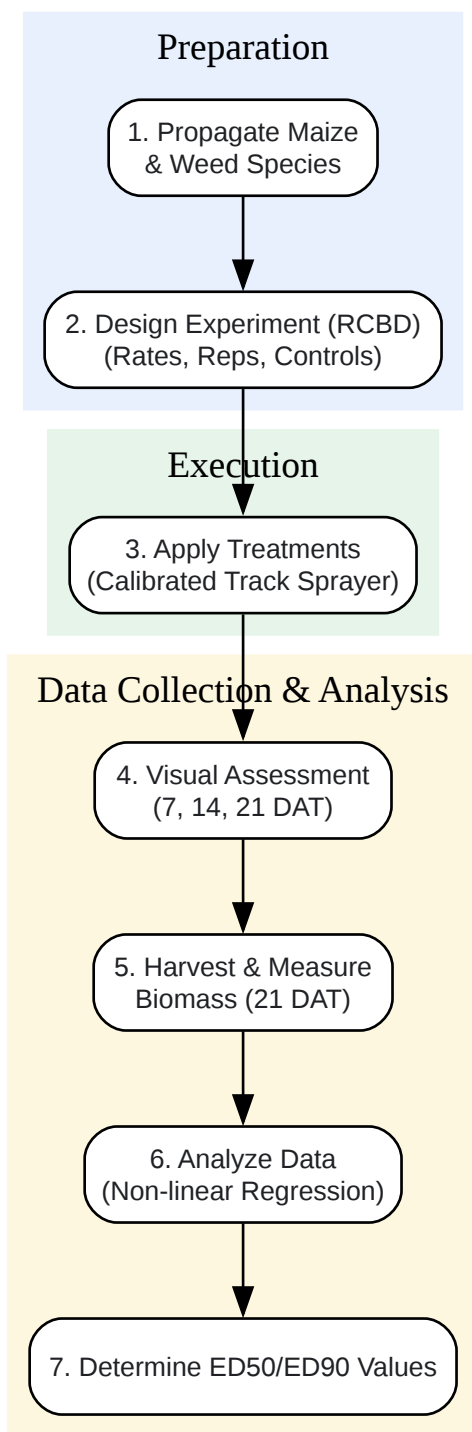 Preparation
1. Propagate Maize
& Weed Species
2. Design Experiment (RCBD)
(Rates, Reps, Controls)
Execution
3. Apply Treatments
(Calibrated Track Sprayer)
Data Collection & Analysis
4. Visual Assessment
(7, 14, 21 DAT)
5. Harvest & Measure
Biomass (21 DAT)
6. Analyze Data
(Non-linear Regression)
7. Determine ED50/ED90 Values